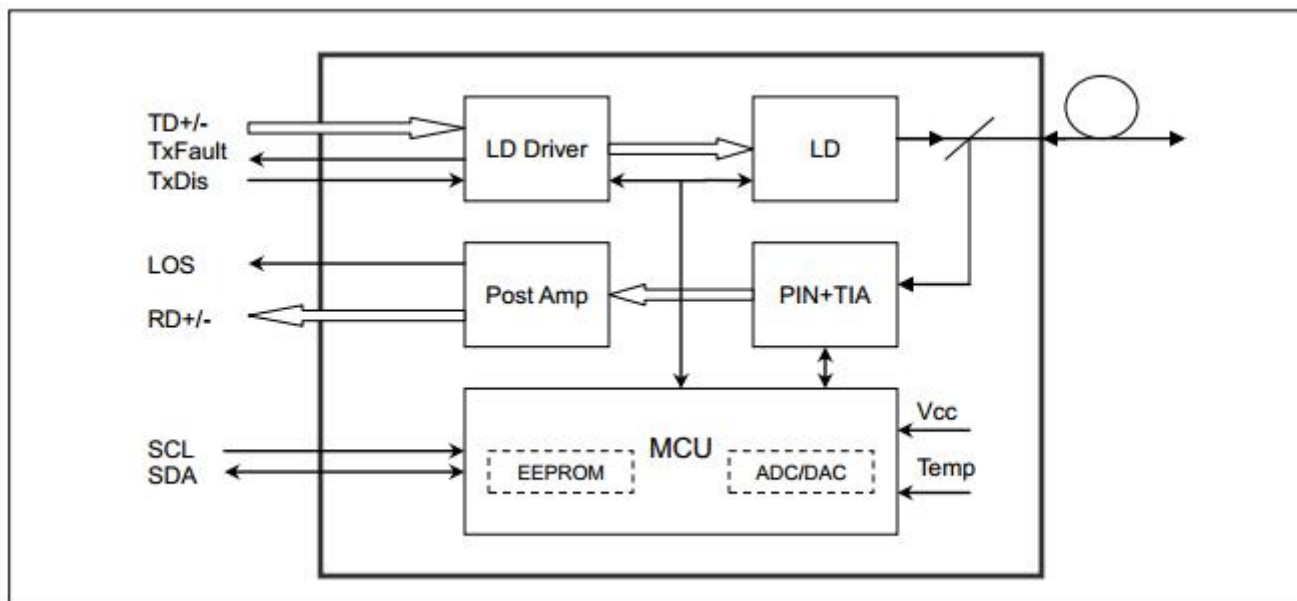 TD+/-
TxFault
TxDis
LD Driver
LD
LOS
RD+/-
Post Amp
PIN+TIA
SCL
SDA
MCU
EEPROM
ADC/DAC
Vcc
Temp